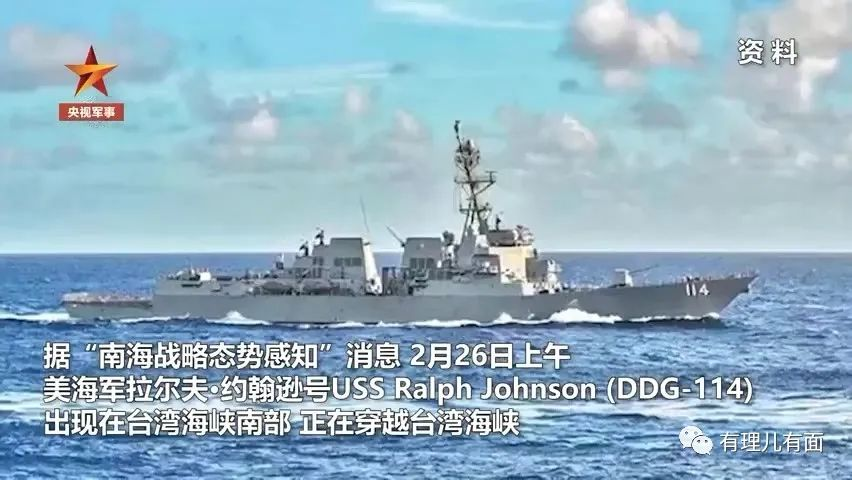 资料
央视军事
114
据“南海战略态势感知”消息 2月26日上午
美海军拉尔夫·约翰逊号USS Ralph Johnson (DDG-114)
出现在台湾海峡南部 正在穿越台湾海峡
有理儿有面